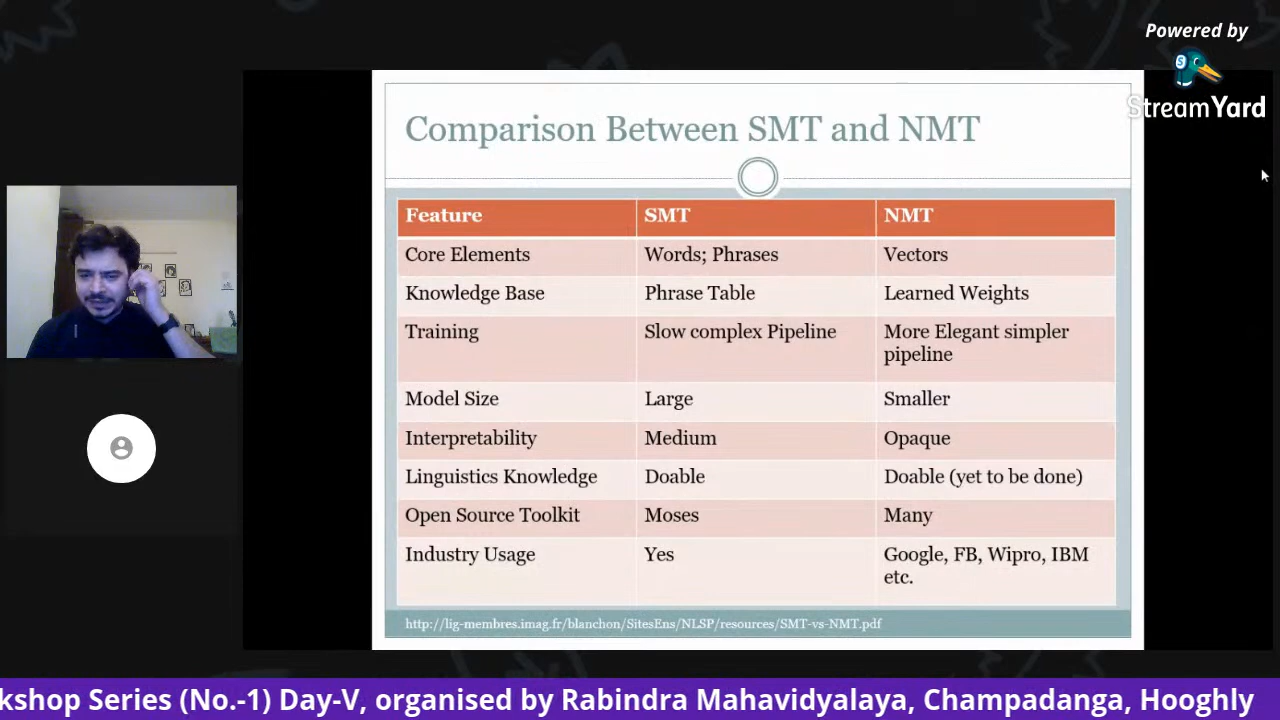 Powered by
StreamYard
Comparison Between SMT and NMT
Feature SMT NMT
Core Elements Words; Phrases Vectors
Knowledge Base Phrase Table Learned Weights
Training Slow complex Pipeline More Elegant simpler
pipeline
Model Size Large Smaller
Interpretability Medium Opaque
Linguistics Knowledge Doable Doable (yet to be done)
Open Source Toolkit Moses Many
Industry Usage Yes Google, FB, Wipro, IBM
etc.
http://lig-membres.imag.fr/blanchon/SitesEns/NLSP/resources/SMT-vs-NMT.pdf
kshop Series (No.-1) Day-V, organised by Rabindra Mahavidyalaya, Champadanga, Hooghly